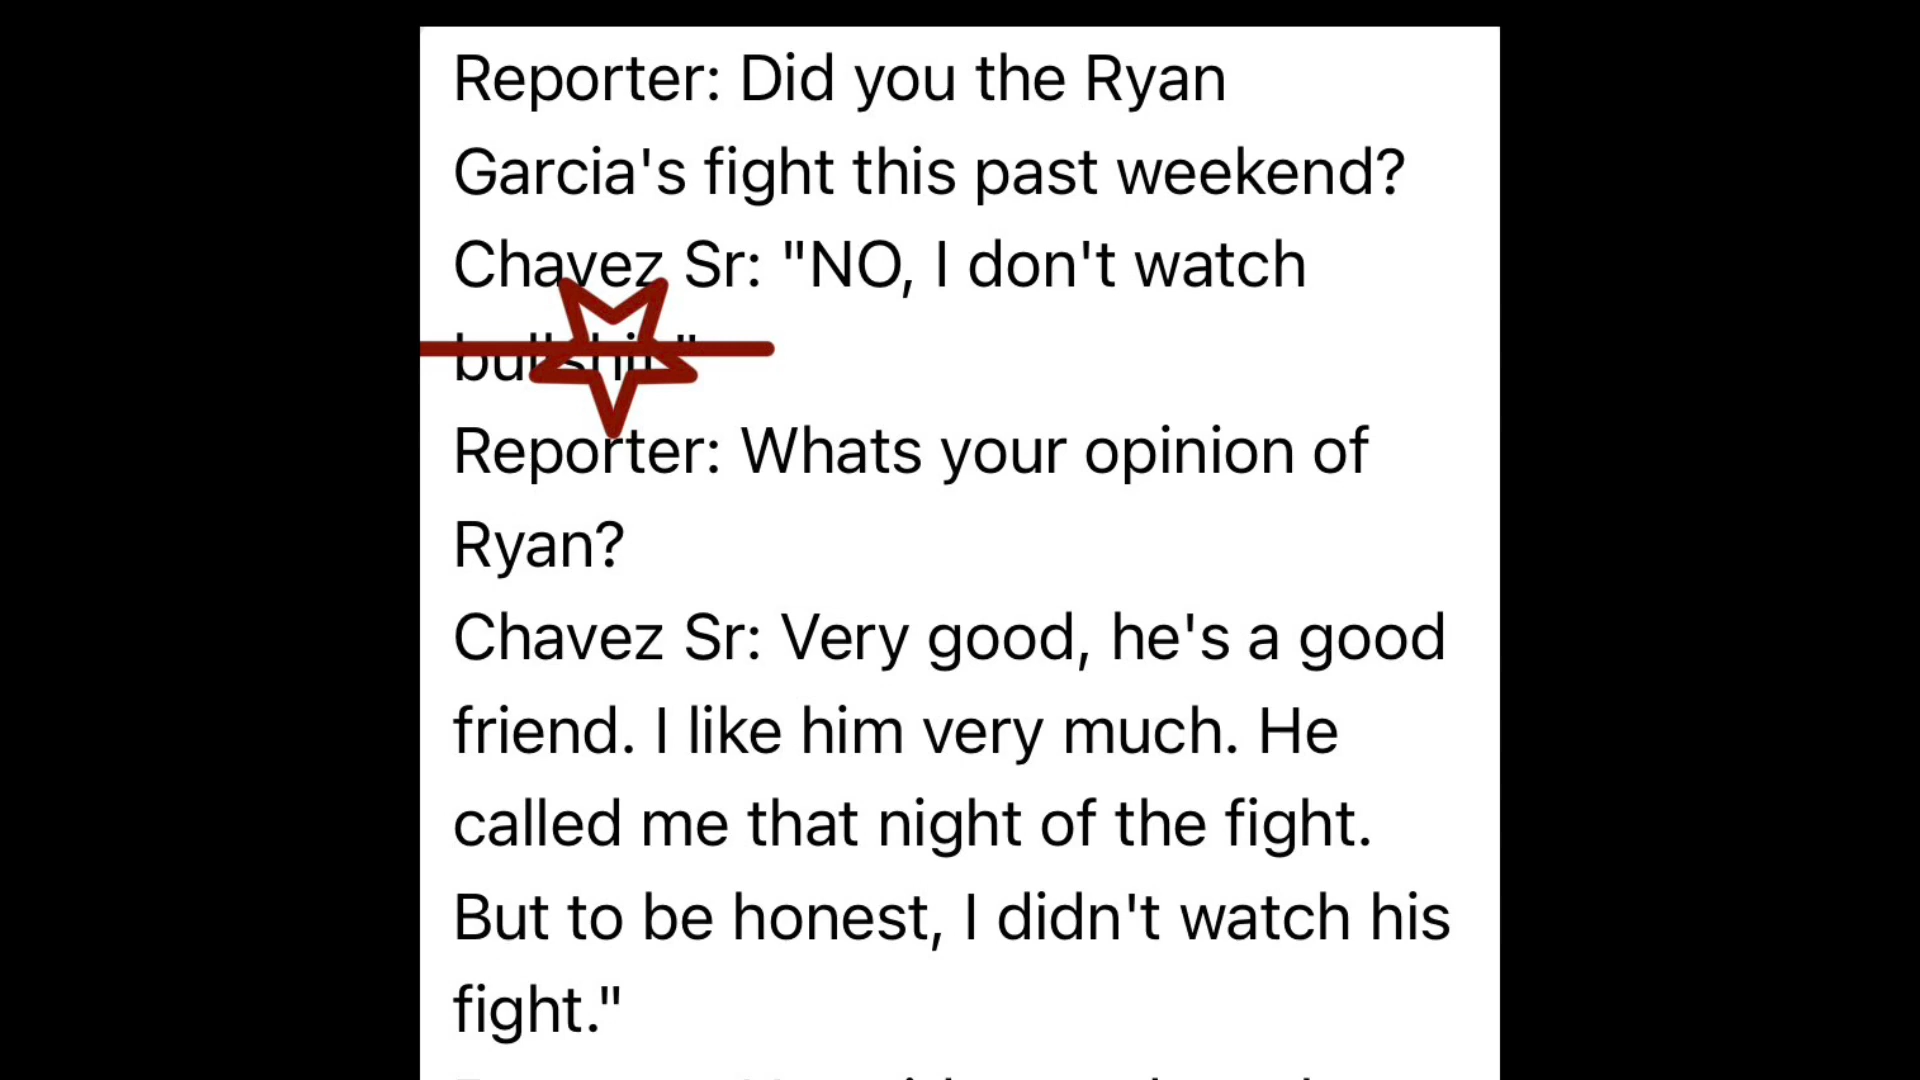 Reporter: Did you the Ryan
Garcia's fight this past weekend?
Chavez Sr: "NO, I don't watch
bullshit."
Reporter: Whats your opinion of
Ryan?
Chavez Sr: Very good, he's a good
friend. I like him very much. He
called me that night of the fight.
But to be honest, I didn't watch his
fight."